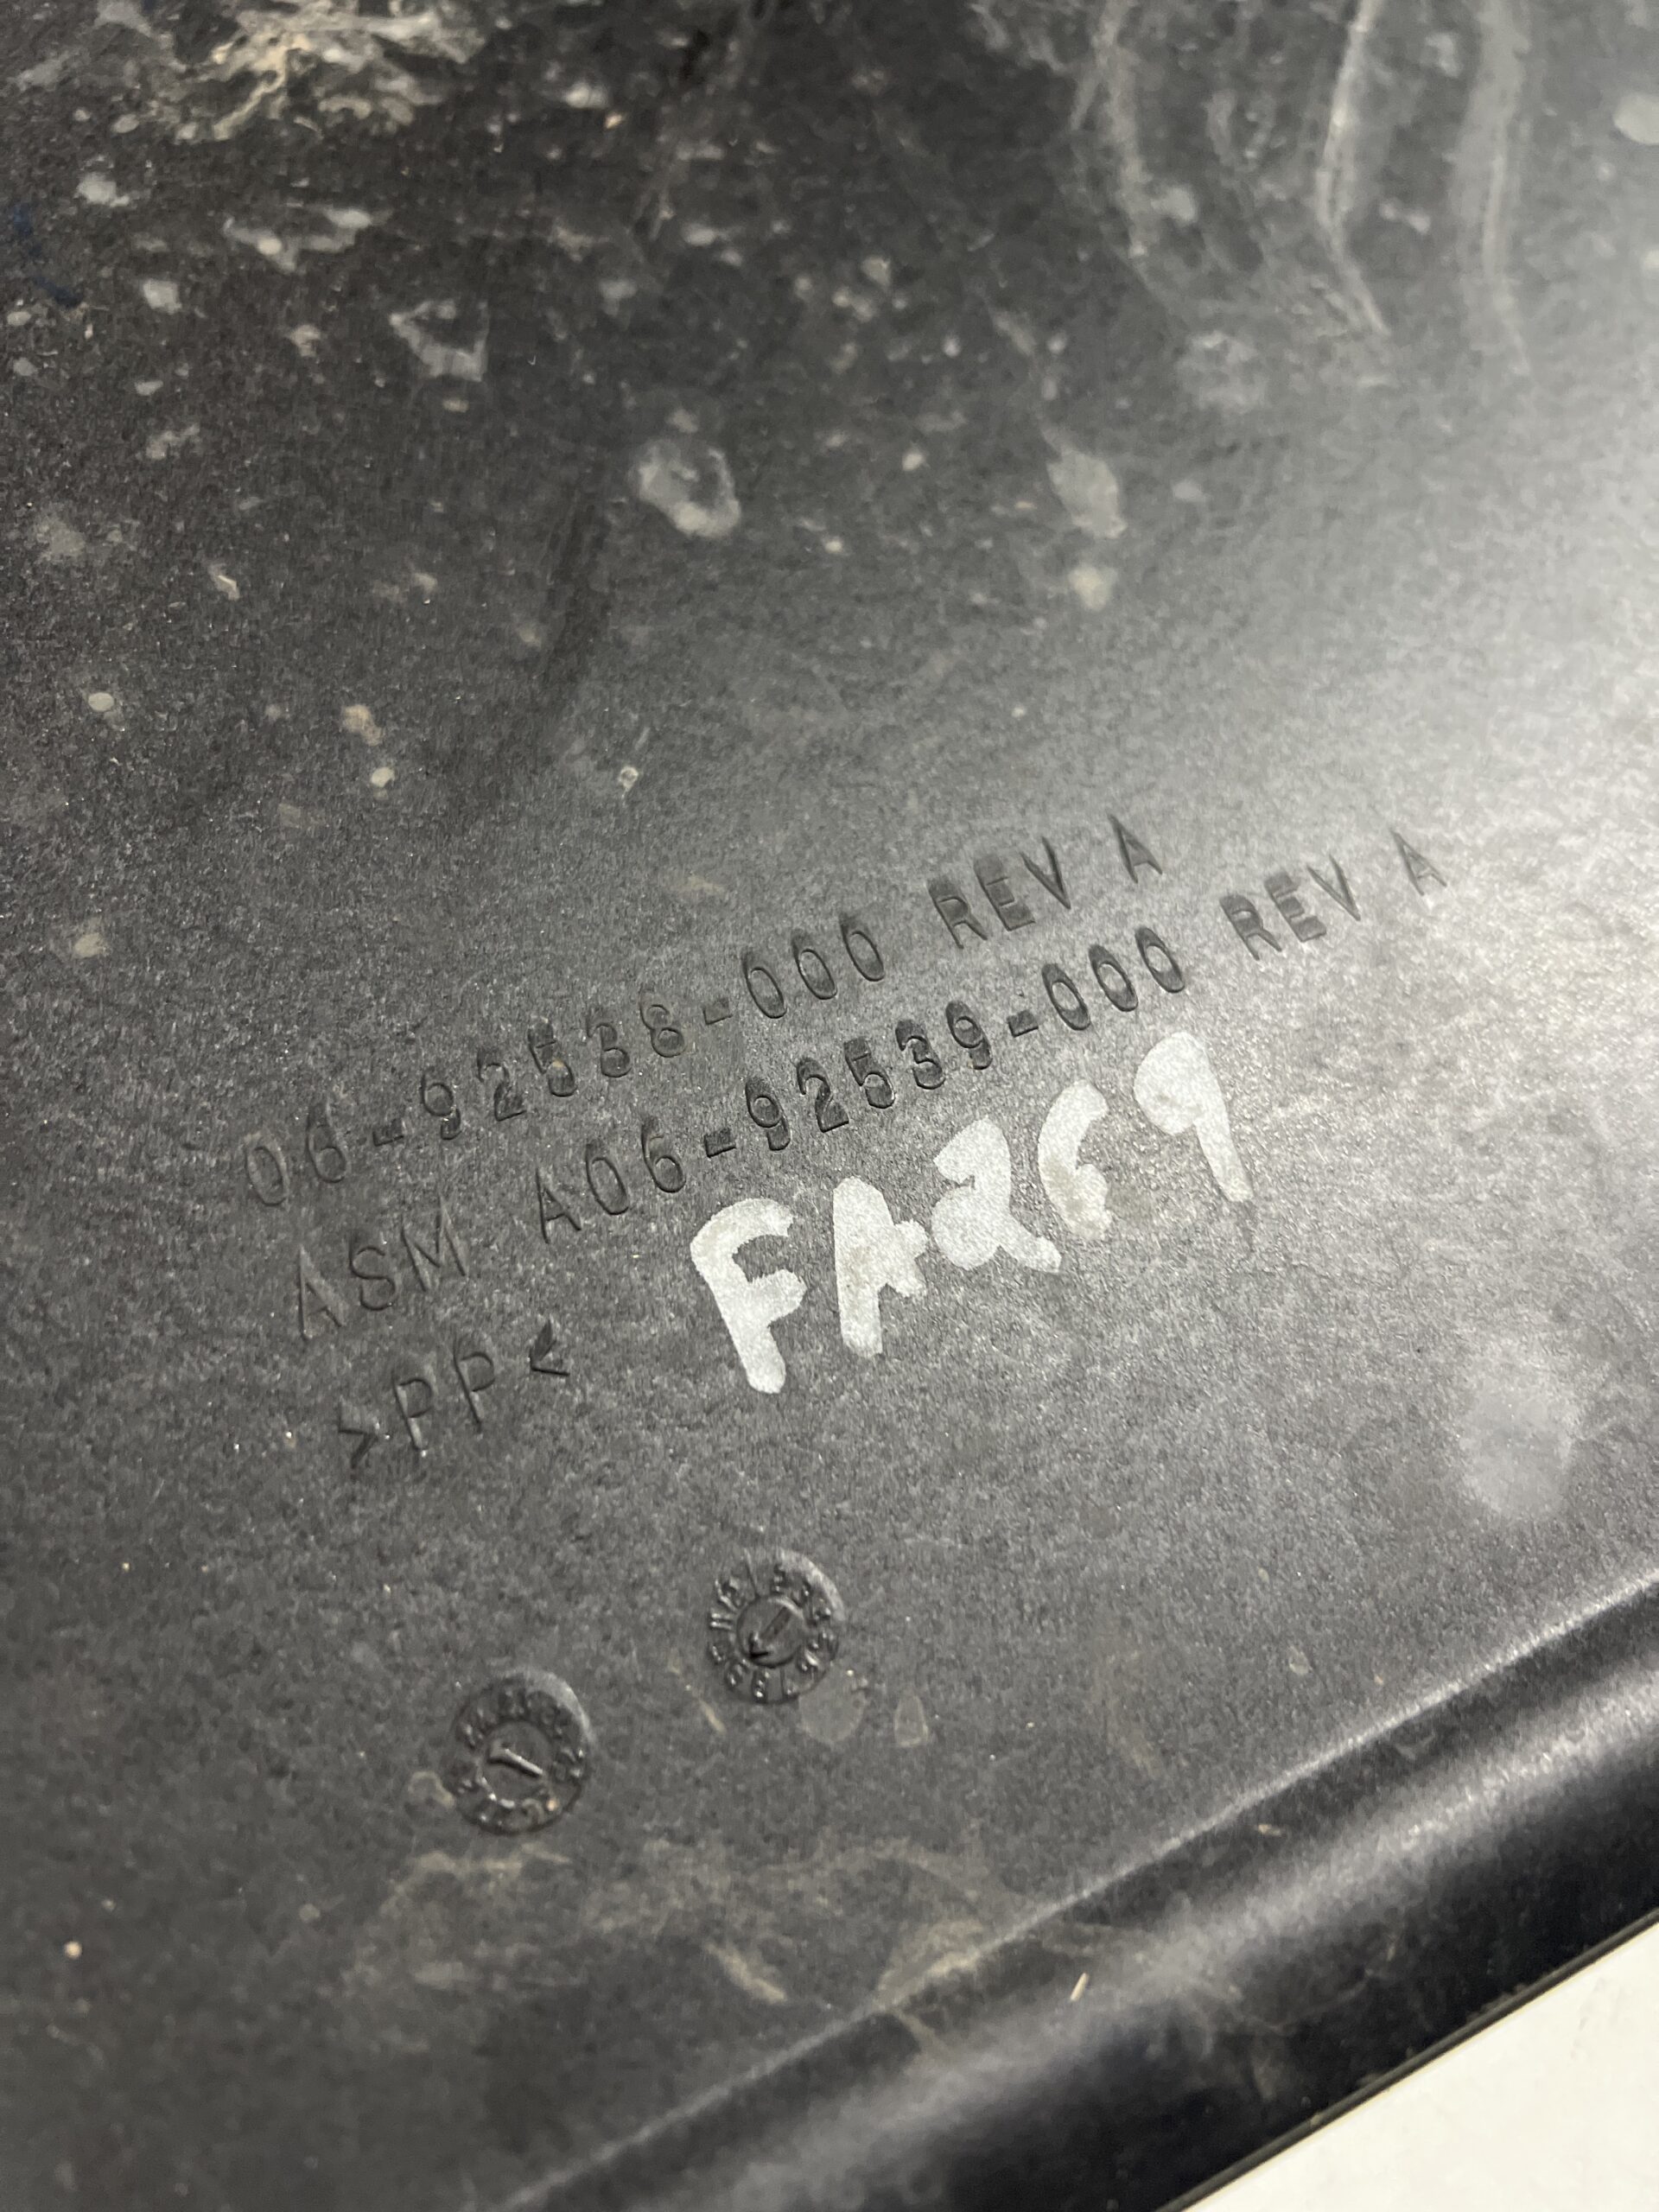 06-92538-000 REV A
ASM A06-92539-000 REV A
>PP<
FA269